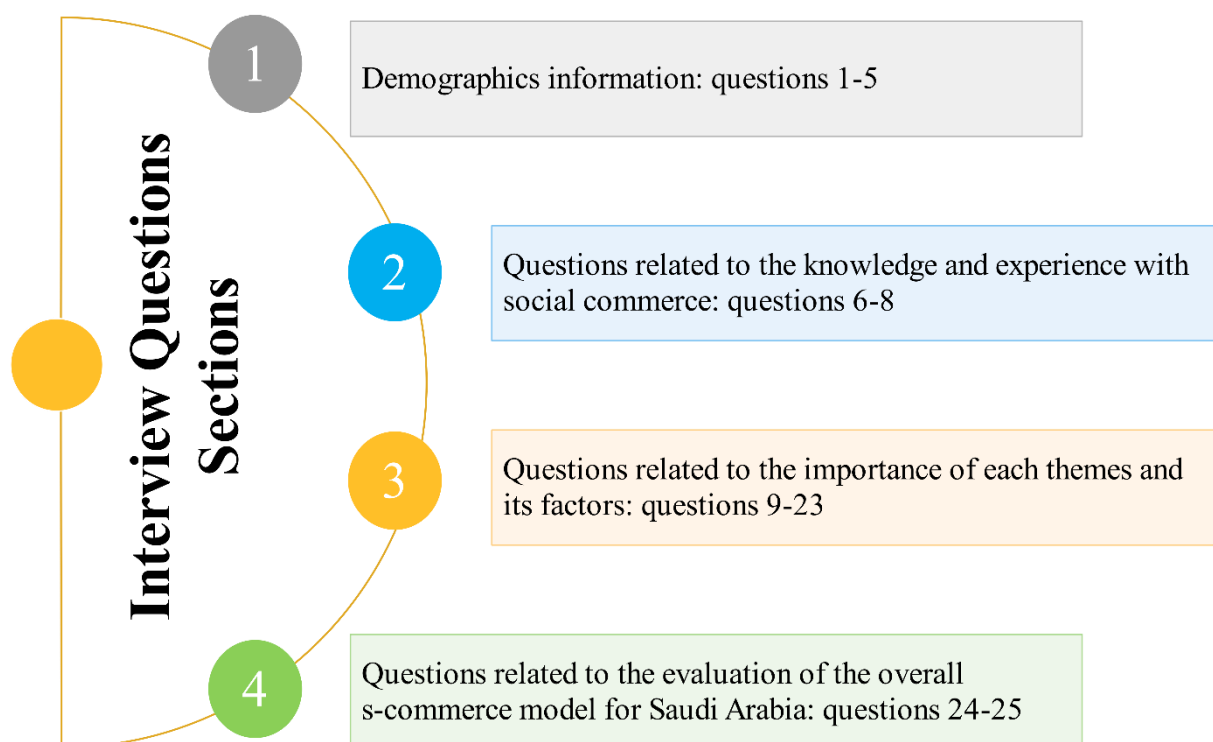 Interview Questions
Sections
1
Demographics information: questions 1-5
2
Questions related to the knowledge and experience with
social commerce: questions 6-8
3
Questions related to the importance of each themes and
its factors: questions 9-23
4
Questions related to the evaluation of the overall
s-commerce model for Saudi Arabia: questions 24-25